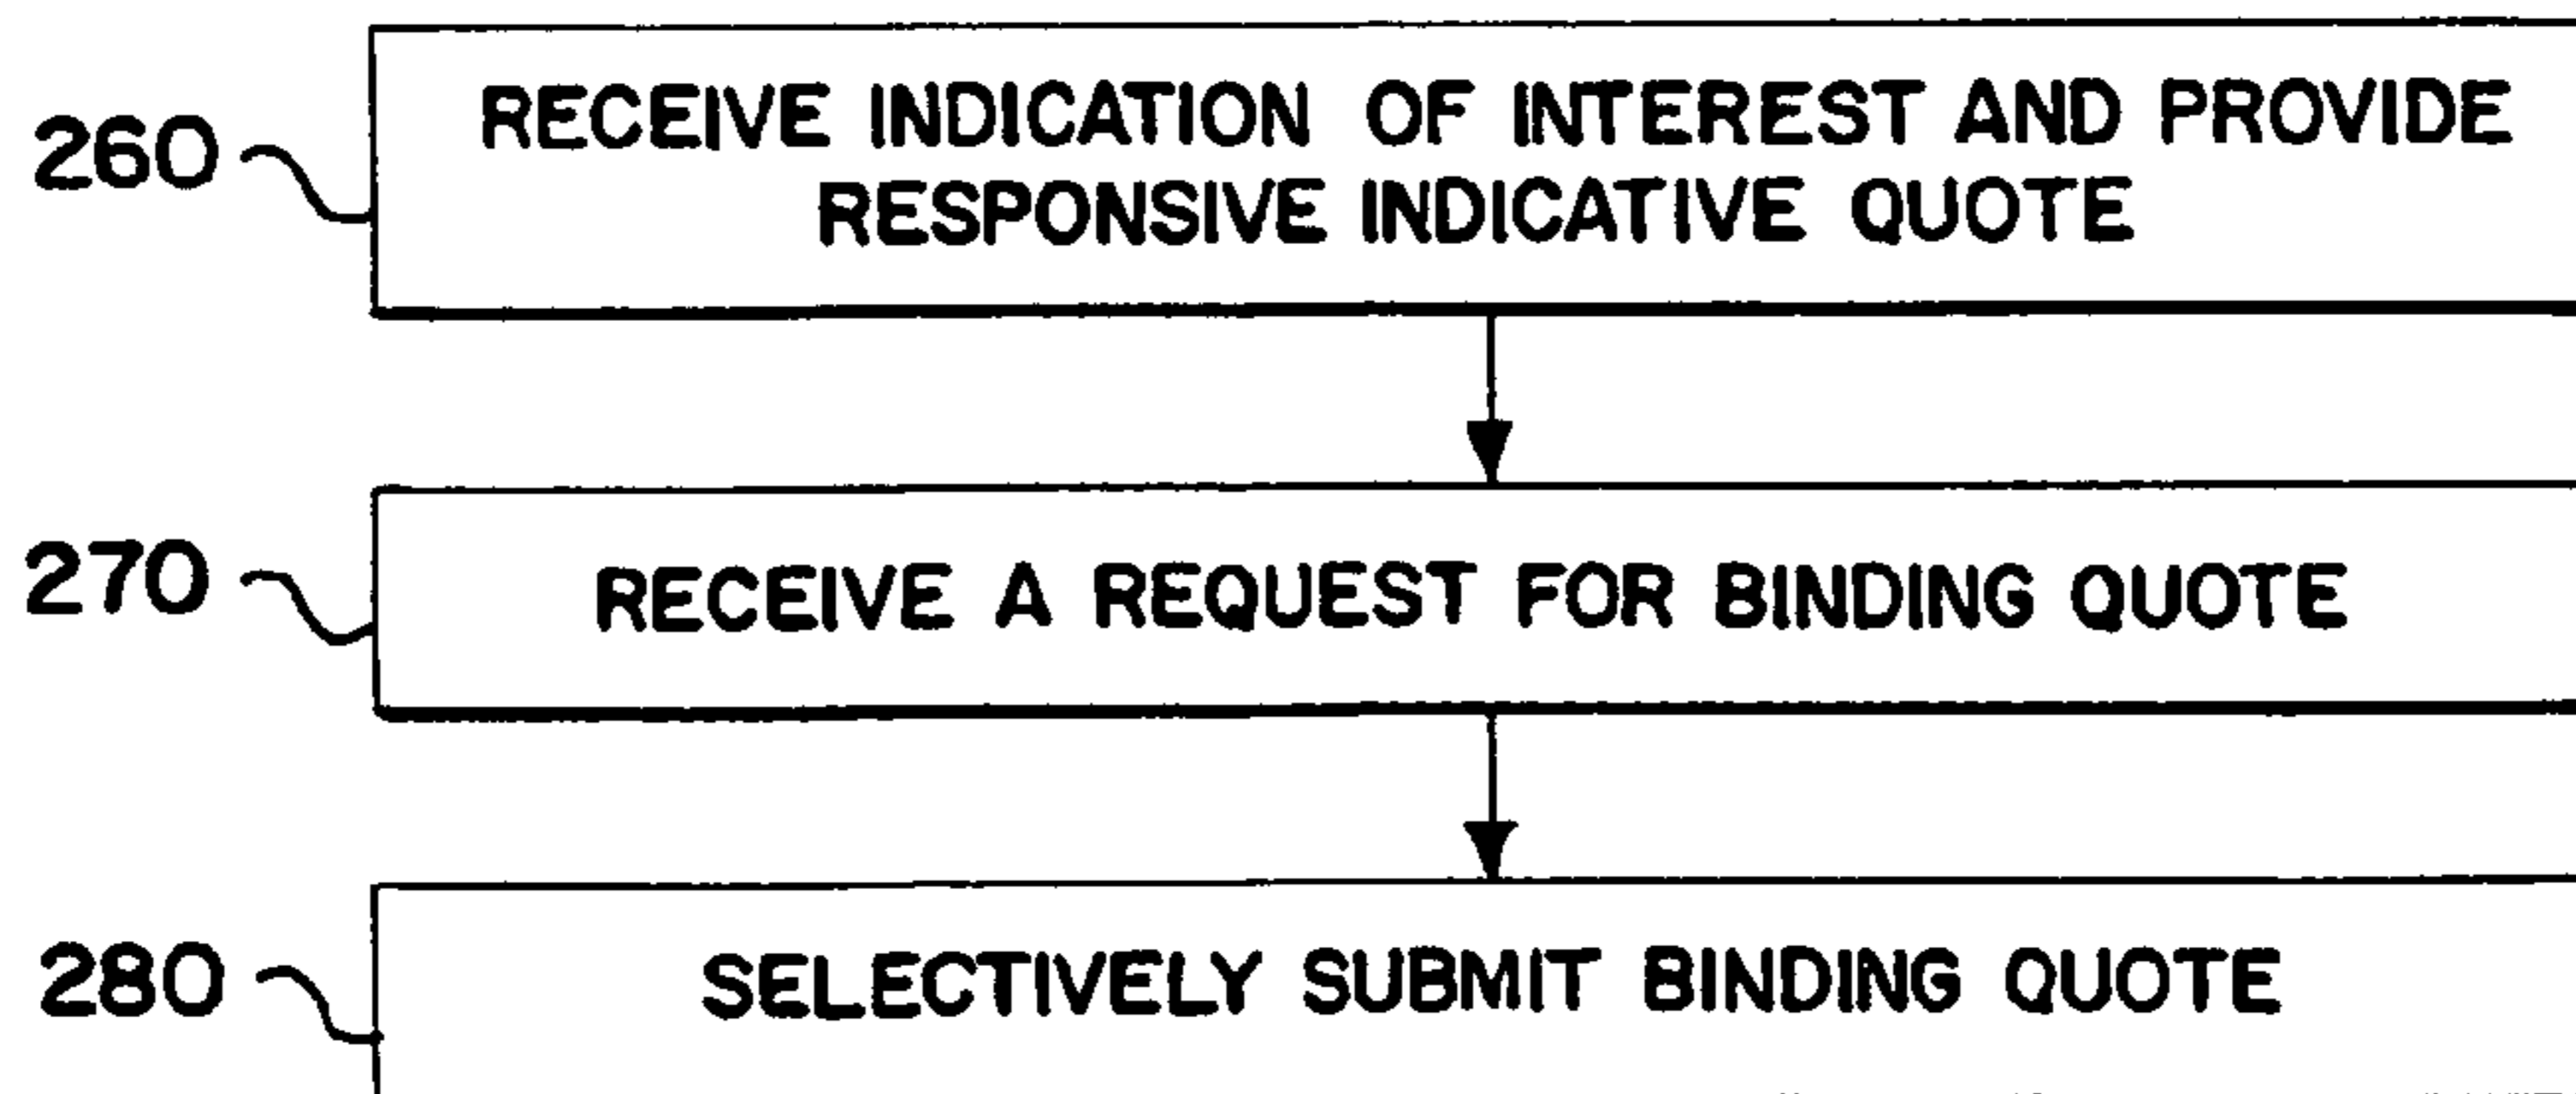 260
RECEIVE INDICATION OF INTEREST AND PROVIDE
RESPONSIVE INDICATIVE QUOTE
270
RECEIVE A REQUEST FOR BINDING QUOTE
280
SELECTIVELY SUBMIT BINDING QUOTE